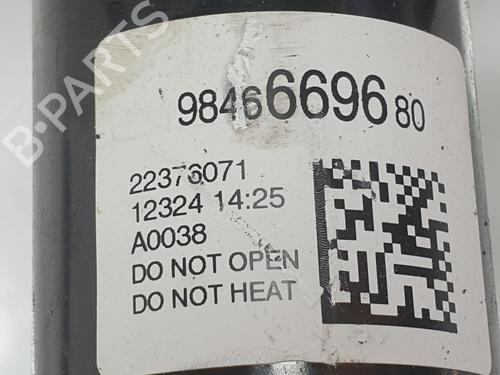 B-PARTS
9846669680
22376071
12324 14:25
A0038
DO NOT OPEN
DO NOT HEAT